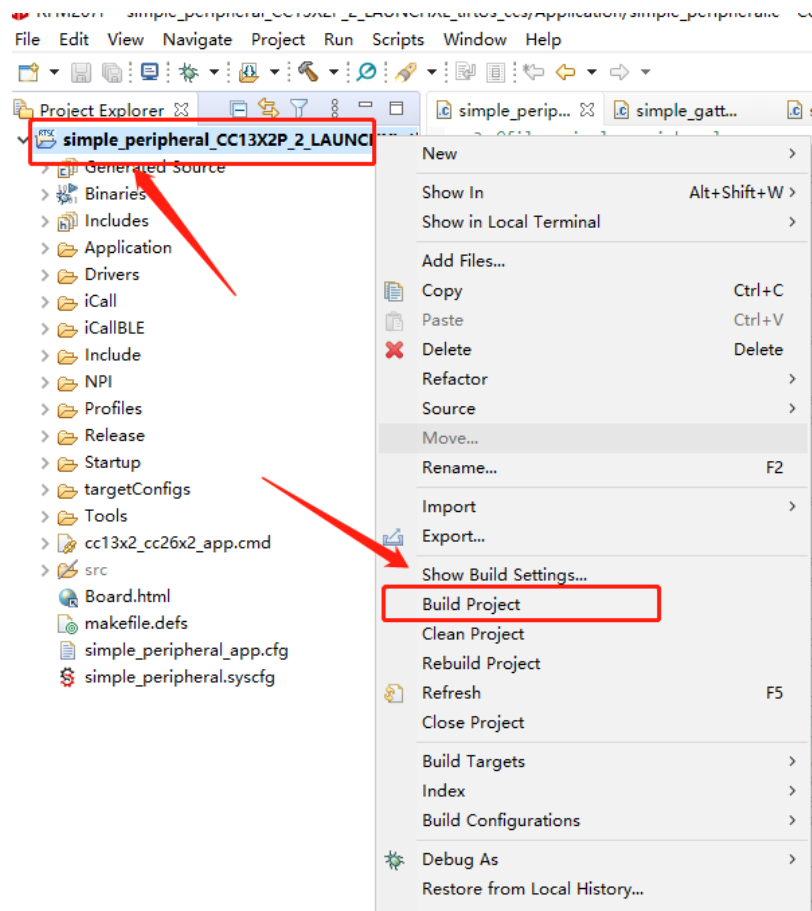 simple_peripheral_CC13X2P_2_LAUNCHXL_tirtos_ccs/Application/simple_peripheral.c
File Edit View Navigate Project Run Scripts Window Help
Project Explorer
simple_perip...
simple_gatt...
simple_peripheral_CC13X2P_2_LAUNC
Generated Source
Binaries
Includes
Application
Drivers
iCall
iCallBLE
Include
NPI
Profiles
Release
Startup
targetConfigs
Tools
cc13x2_cc26x2_app.cmd
src
Board.html
makefile.defs
simple_peripheral_app.cfg
simple_peripheral.syscfg
New
Show In Alt+Shift+W
Show in Local Terminal
Add Files...
Copy Ctrl+C
Paste Ctrl+V
Delete Delete
Refactor
Source
Move...
Rename... F2
Import
Export...
Show Build Settings...
Build Project
Clean Project
Rebuild Project
Refresh F5
Close Project
Build Targets
Index
Build Configurations
Debug As
Restore from Local History...